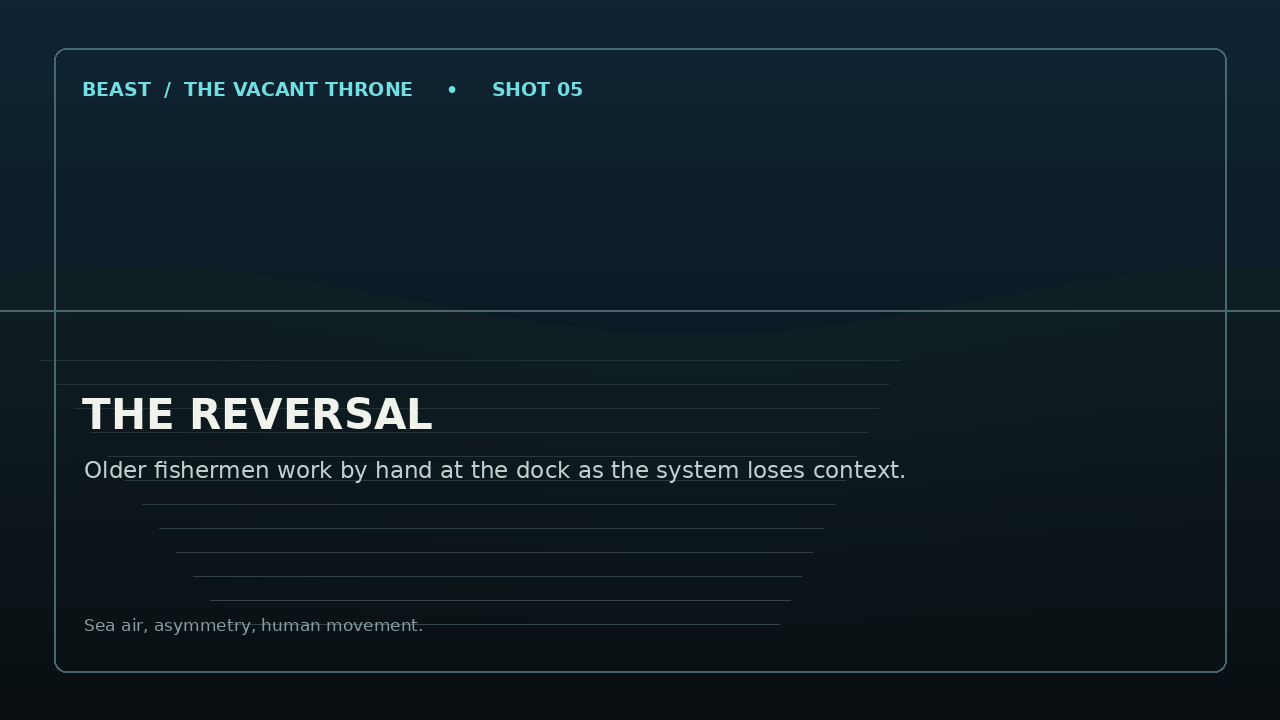 BEAST / THE VACANT THRONE • SHOT 05
THE REVERSAL
Older fishermen work by hand at the dock as the system loses context.
Sea air, asymmetry, human movement.